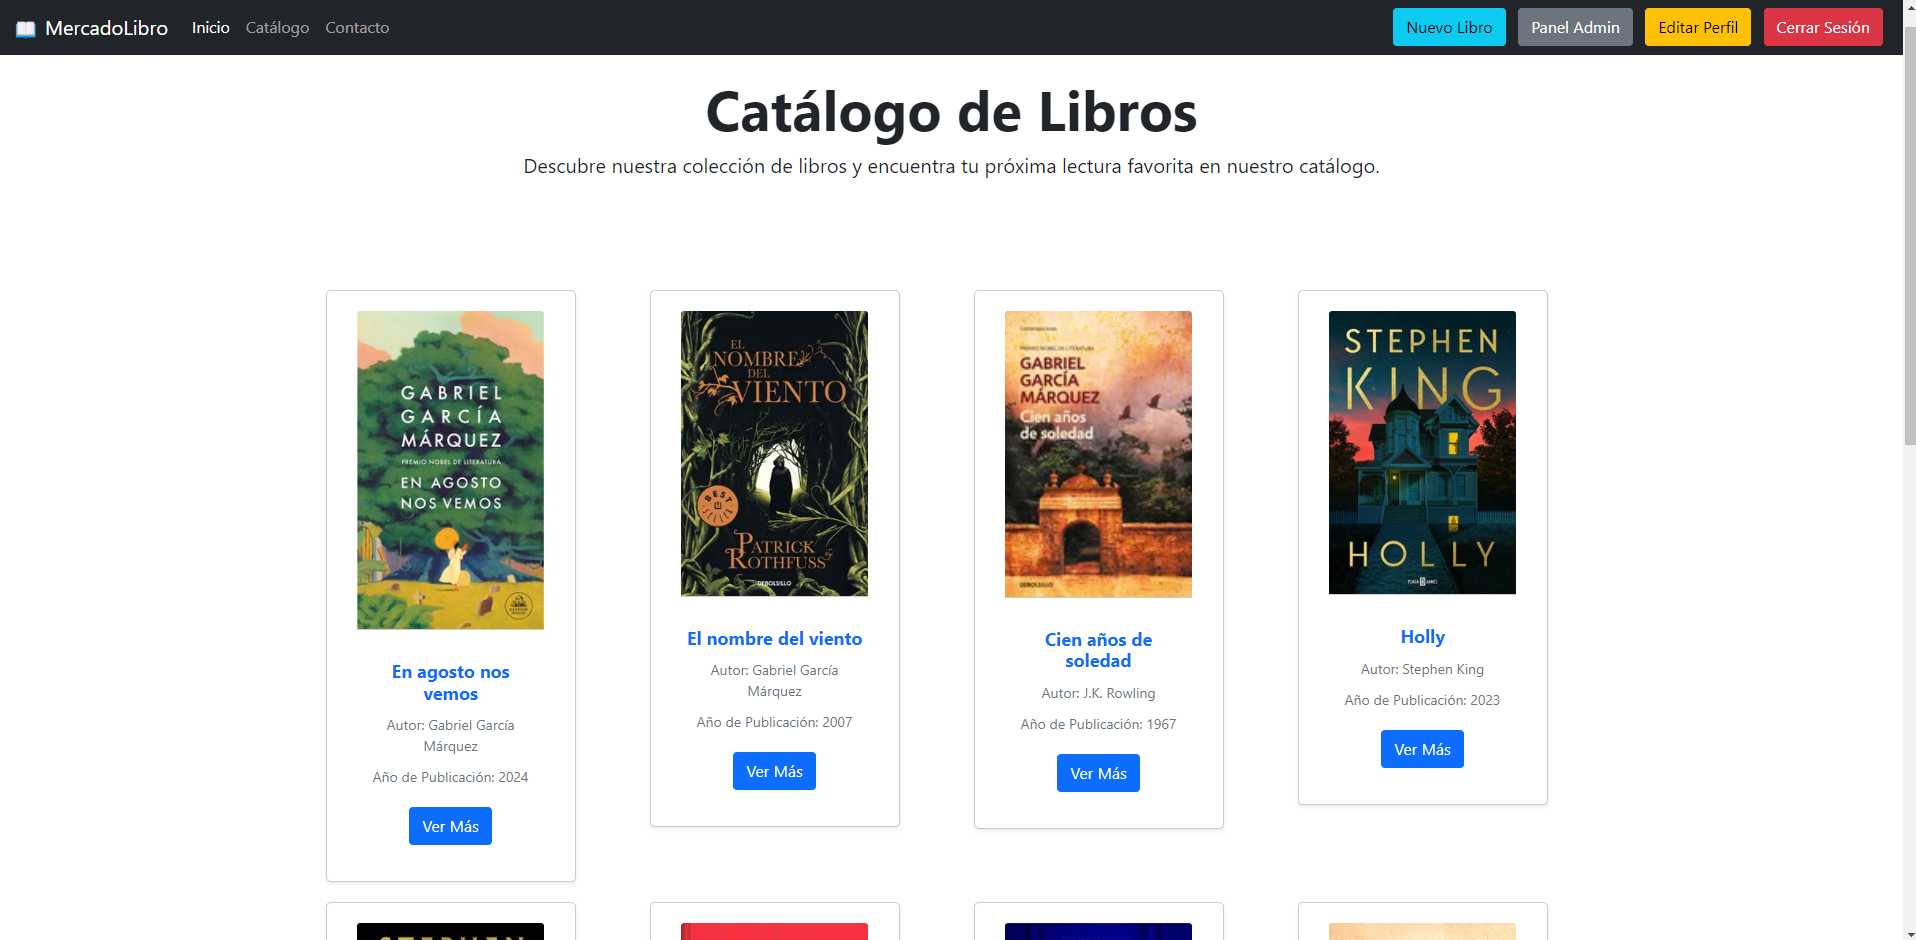 MercadoLibro Inicio Catálogo Contacto Nuevo Libro Panel Admin Editar Perfil Cerrar Sesión
Catálogo de Libros
Descubre nuestra colección de libros y encuentra tu próxima lectura favorita en nuestro catálogo.
GABRIEL
GARCÍA
MÁRQUEZ
PREMIO NOBEL DE LITERATURA
EN AGOSTO
NOS VEMOS
En agosto nos
vemos
Autor: Gabriel García
Márquez
Año de Publicación: 2024
Ver Más
EL
NOMBRE
DEL
VIENTO
BEST
SELLER
PATRICK
ROTHFUSS
DEBOLSILLO
El nombre del viento
Autor: Gabriel García
Márquez
Año de Publicación: 2007
Ver Más
Contemporánea
PREMIO NOBEL DE LITERATURA
GABRIEL
GARCÍA
MÁRQUEZ
Cien años
de soledad
DEBOLSILLO
Cien años de
soledad
Autor: J.K. Rowling
Año de Publicación: 1967
Ver Más
STEPHEN
KING
HOLLY
PLAZA JANÉS
Holly
Autor: Stephen King
Año de Publicación: 2023
Ver Más
STEPHEN